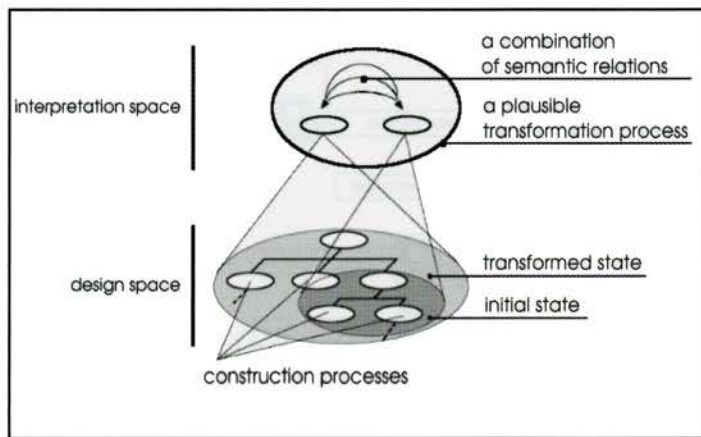 a combination
of semantic relations
interpretation space
a plausible
transformation process
transformed state
design space
initial state
construction processes